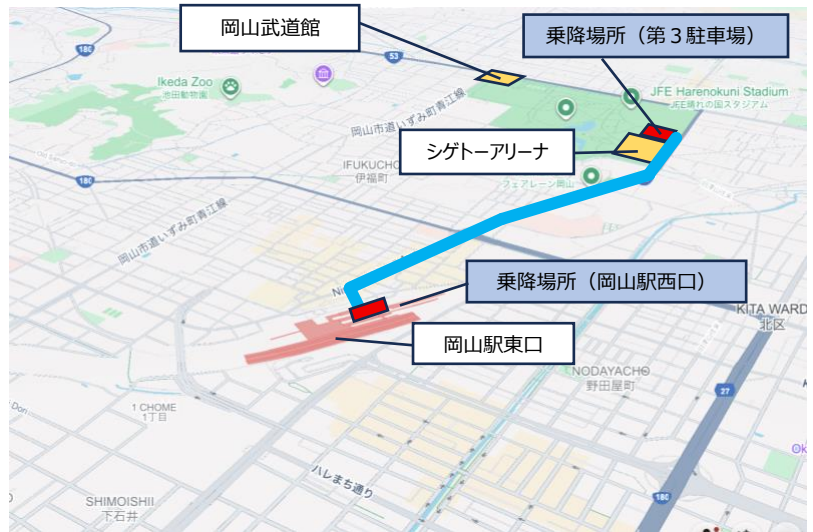 岡山武道館
乗降場所（第３駐車場）
180
53
Ikeda Zoo
池田動物園
JFE Harenokuni Stadium
JFE晴れの国スタジアム
岡山市道いずみ町青江線
シゲトーアリーナ
IFUKUCHO
伊福町
フェアレーン岡山
180
岡山市道いずみ町青江線
乗降場所（岡山駅西口）
KITA WARD
北区
岡山駅東口
NODAYACHO
野田屋町
27
1 CHOME
1丁目
ハレまち通り
180
SHIMOISHII
下石井